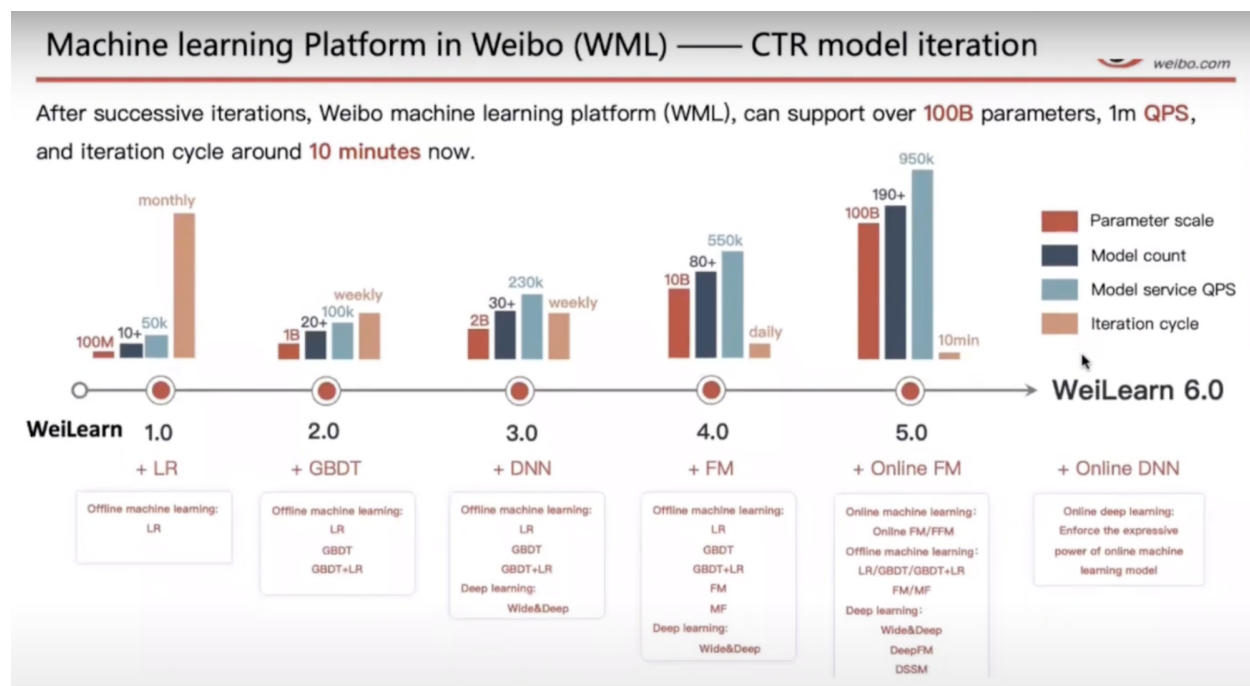 Machine learning Platform in Weibo (WML) —— CTR model iteration
weibo.com
After successive iterations, Weibo machine learning platform (WML), can support over 100B parameters, 1m QPS,
and iteration cycle around 10 minutes now.
100M 10+ 50k monthly
1B 20+ 100k weekly
2B 30+ 230k weekly
10B 80+ 550k daily
100B 190+ 950k 10min
Parameter scale
Model count
Model service QPS
Iteration cycle
WeiLearn 1.0 2.0 3.0 4.0 5.0 WeiLearn 6.0
+ LR
+ GBDT
+ DNN
+ FM
+ Online FM
+ Online DNN
Offline machine learning:
LR
Offline machine learning:
LR
GBDT
GBDT+LR
Offline machine learning:
LR
GBDT
GBDT+LR
Deep learning:
Wide&Deep
Offline machine learning:
LR
GBDT
GBDT+LR
FM
MF
Deep learning:
Wide&Deep
Online machine learning:
Online FM/FFM
Offline machine learning:
LR/GBDT/GBDT+LR
FM/MF
Deep learning:
Wide&Deep
DeepFM
DSSM
Online deep learning:
Enforce the expressive
power of online machine
learning model